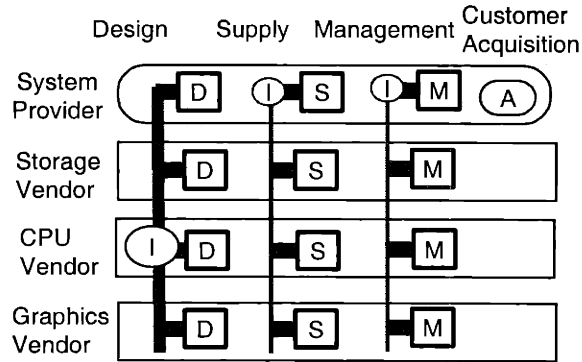 Design Supply Management Customer Acquisition
System Provider D I S I M A
Storage Vendor D S M
CPU Vendor I D S M
Graphics Vendor D S M